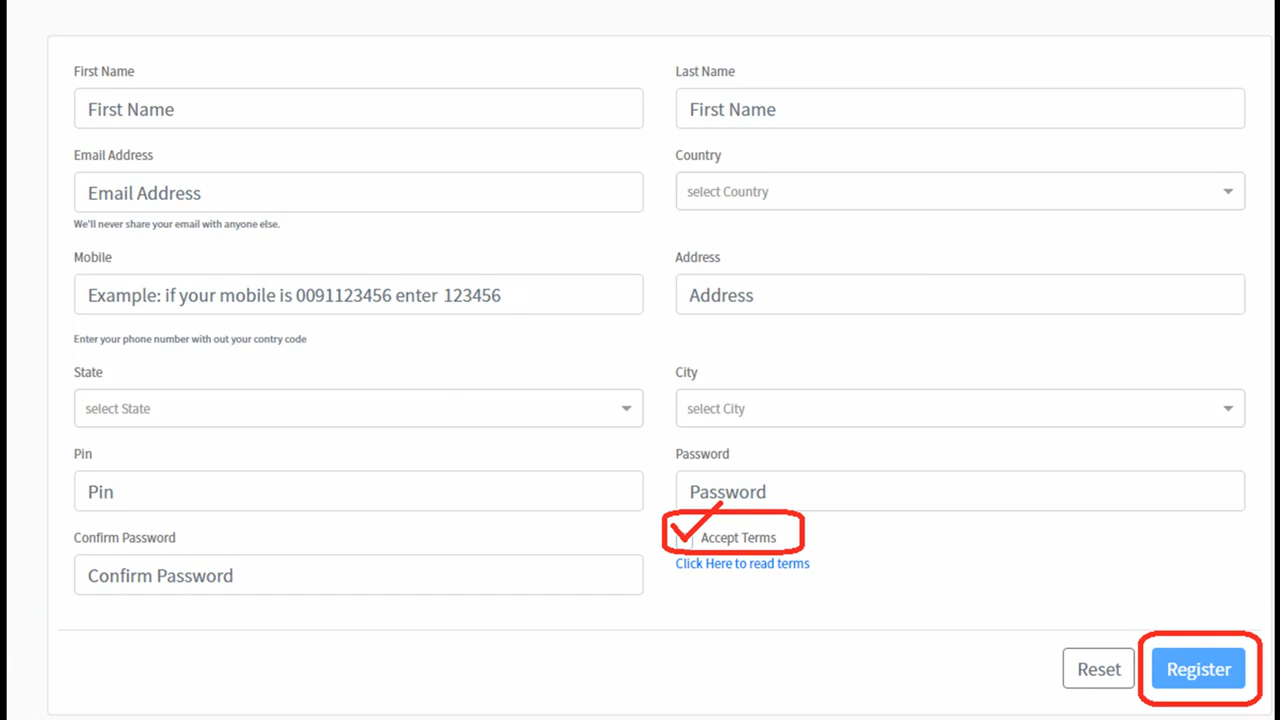 First Name
Last Name
First Name
First Name
Email Address
Country
Email Address
select Country
We'll never share your email with anyone else.
Mobile
Address
Example: if your mobile is 0091123456 enter 123456
Address
Enter your phone number with out your contry code
State
City
select State
select City
Pin
Password
Pin
Password
Confirm Password
Accept Terms
Click Here to read terms
Confirm Password
Reset
Register